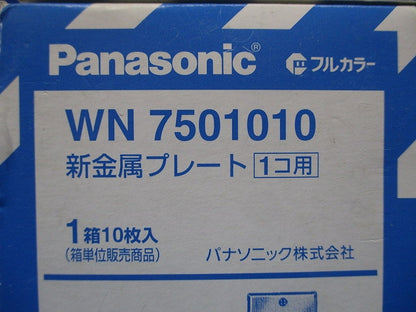 Panasonic® フルカラー
WN 7501010
新金属プレート 1コ用
1箱10枚入
(箱単位販売商品) パナソニック株式会社